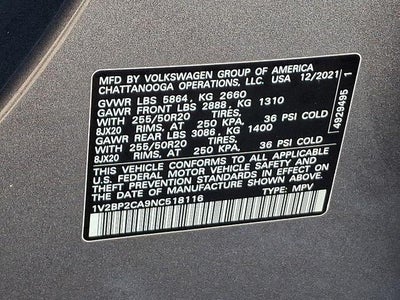 MFD BY VOLKSWAGEN GROUP OF AMERICA
CHATTANOOGA OPERATIONS, LLC. USA 12/2021
GVWR LBS 5864, KG 2660
GAWR FRONT LBS 2888, KG 1310
WITH 255/50R20 TIRES,
8JX20 RIMS, AT 250 KPA. 36 PSI COLD
GAWR REAR LBS 3086, KG 1400
WITH 255/50R20 TIRES,
8JX20 RIMS, AT 250 KPA. 36 PSI COLD
THIS VEHICLE CONFORMS TO ALL APPLICABLE
U.S. FEDERAL MOTOR VEHICLE SAFETY AND
THEFT PREVENTION STANDARDS IN EFFECT ON
THE DATE OF MANUFACTURE SHOWN ABOVE.
1V2BP2CA9NC518116 TYPE: MPV
4929495 1